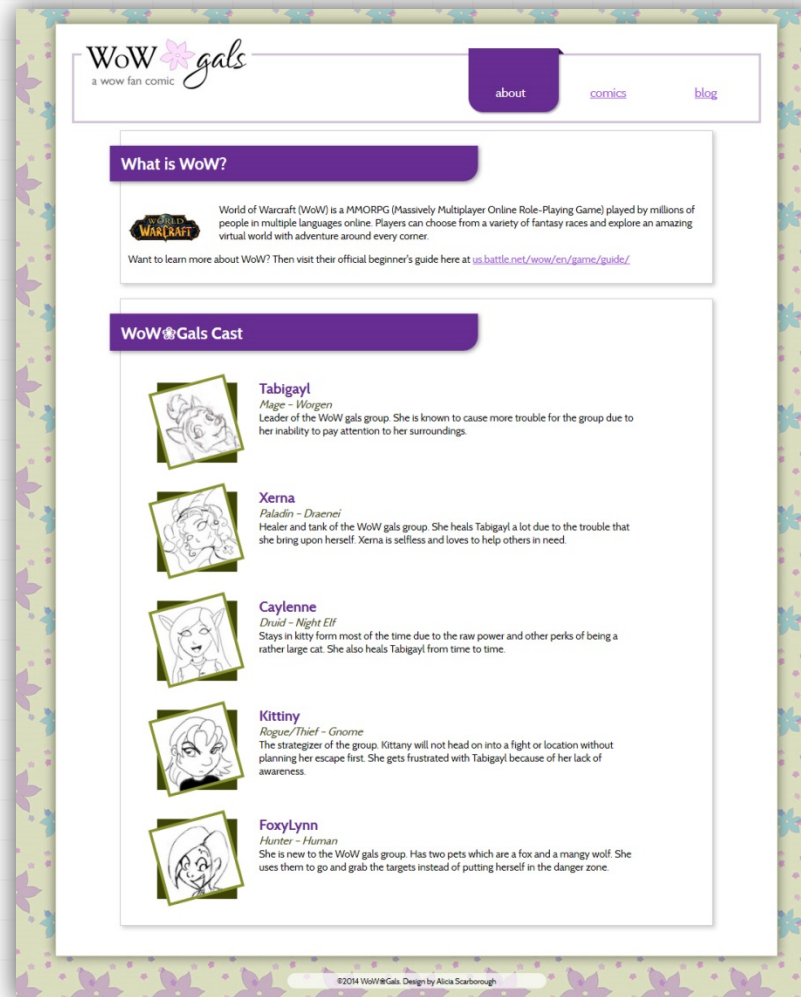 WoW gals
a wow fan comic
about
comics
blog
What is WoW?
WORLD
WARCRAFT
World of Warcraft (WoW) is a MMORPG (Massively Multiplayer Online Role-Playing Game) played by millions of
people in multiple languages online. Players can choose from a variety of fantasy races and explore an amazing
virtual world with adventure around every corner.
Want to learn more about WoW? Then visit their official beginner's guide here at us.battle.net/wow/en/game/guide/
WoW❀Gals Cast
Tabigayl
Mage - Worgen
Leader of the WoW gals group. She is known to cause more trouble for the group due to
her inability to pay attention to her surroundings.
Xerna
Paladin - Draenei
Healer and tank of the WoW gals group. She heals Tabigayl a lot due to the trouble that
she bring upon herself. Xerna is selfless and loves to help others in need.
Caylenne
Druid - Night Elf
Stays in kitty form most of the time due to the raw power and other perks of being a
rather large cat. She also heals Tabigayl from time to time.
Kittiny
Rogue/Thief - Gnome
The strategizer of the group. Kittany will not head on into a fight or location without
planning her escape first. She gets frustrated with Tabigayl because of her lack of
awareness.
FoxyLynn
Hunter - Human
She is new to the WoW gals group. Has two pets which are a fox and a mangy wolf. She
uses them to go and grab the targets instead of putting herself in the danger zone.
©2014 WoW❀Gals. Design by Alicia Scarborough